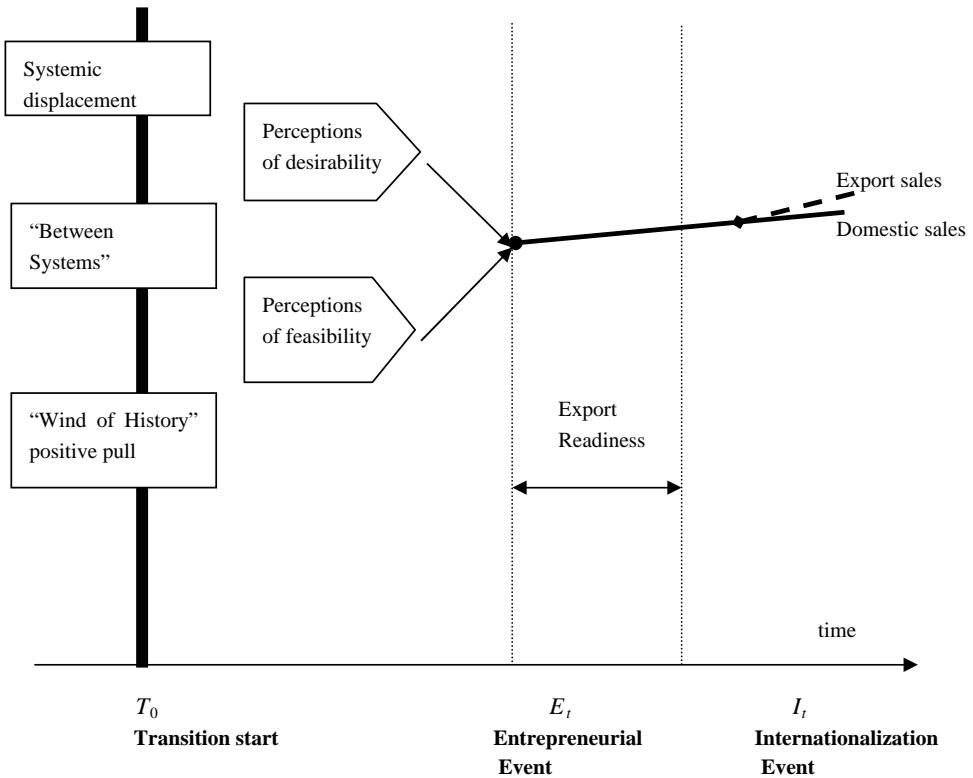 Systemic
displacement
Perceptions
of desirability
Export sales
Domestic sales
“Between
Systems”
Perceptions
of feasibility
“Wind of History”
positive pull
Export
Readiness
time
T₀
Transition start
Eₜ
Entrepreneurial
Event
Iₜ
Internationalization
Event